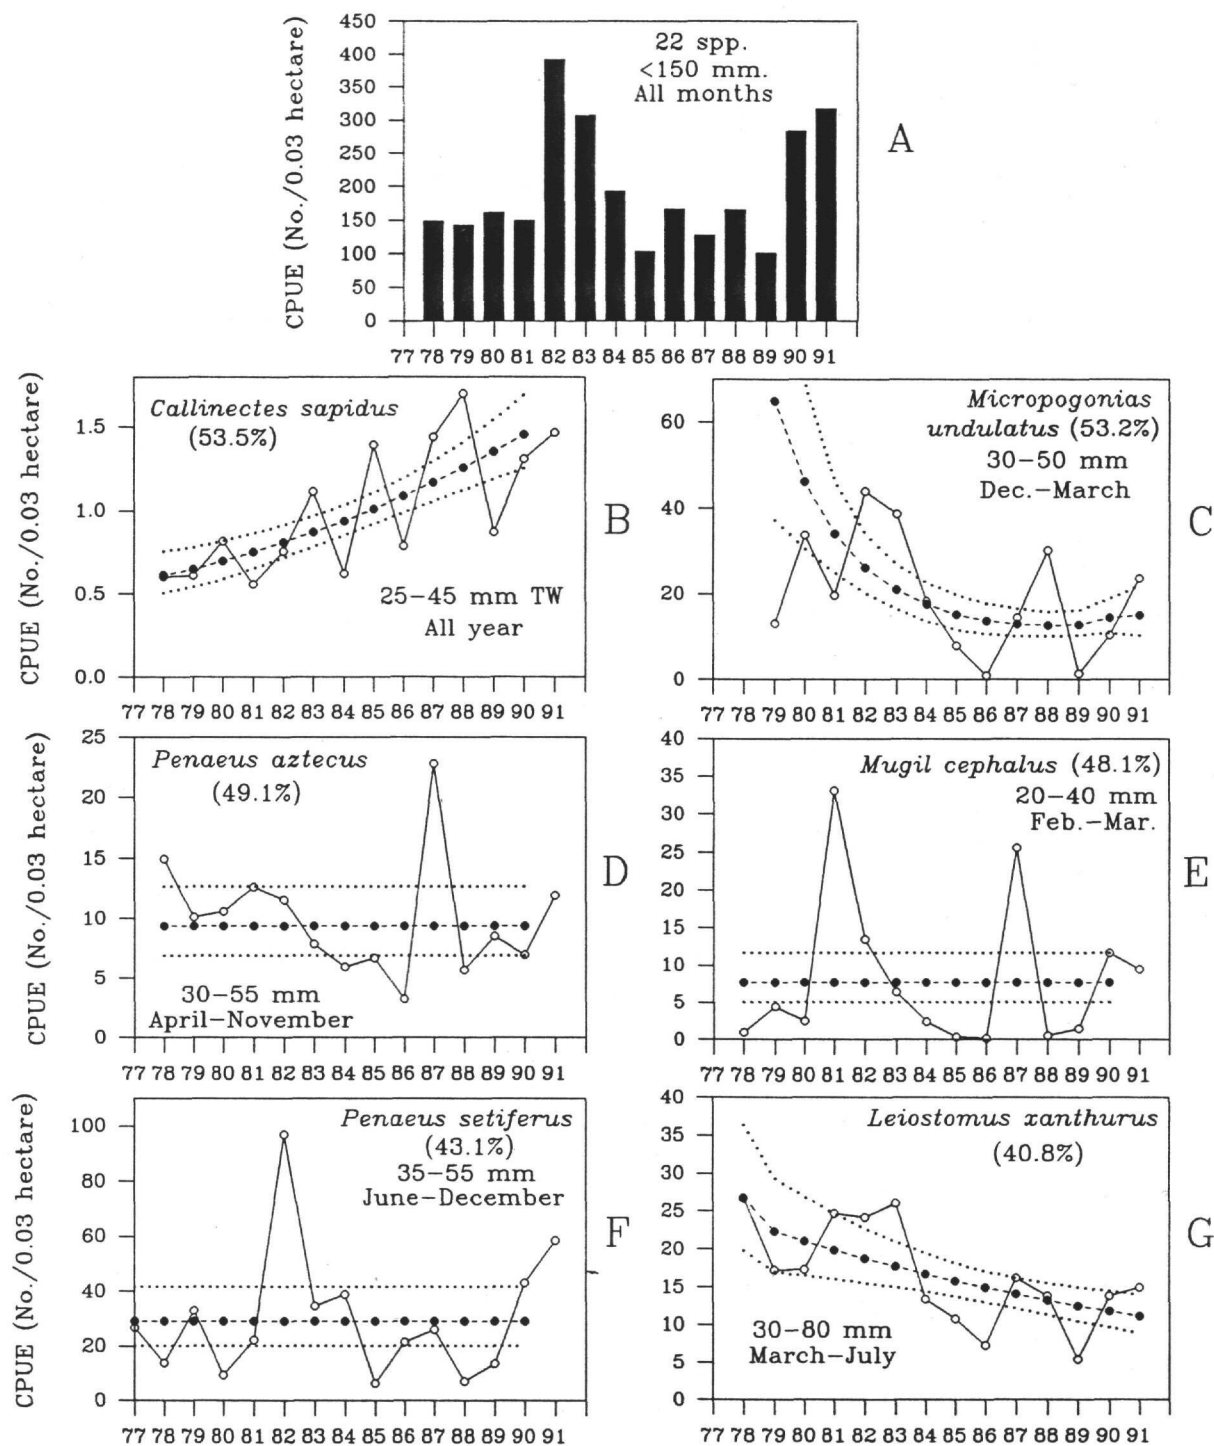 CPUE (No./0.03 hectare)
450
400
350
300
250
200
150
100
50
0
22 spp.
<150 mm.
All months
A
77 78 79 80 81 82 83 84 85 86 87 88 89 90 91
CPUE (No./0.03 hectare)
1.5
1.0
0.5
0.0
Callinectes sapidus
(53.5%)
25-45 mm TW
All year
B
77 78 79 80 81 82 83 84 85 86 87 88 89 90 91
60
40
20
0
Micropogonias
undulatus (53.2%)
30-50 mm
Dec.-March
C
77 78 79 80 81 82 83 84 85 86 87 88 89 90 91
CPUE (No./0.03 hectare)
25
20
15
10
5
0
Penaeus aztecus
(49.1%)
30-55 mm
April-November
D
77 78 79 80 81 82 83 84 85 86 87 88 89 90 91
40
35
30
25
20
15
10
5
0
Mugil cephalus (48.1%)
20-40 mm
Feb.-Mar.
E
77 78 79 80 81 82 83 84 85 86 87 88 89 90 91
CPUE (No./0.03 hectare)
100
80
60
40
20
0
Penaeus setiferus
(43.1%)
35-55 mm
June-December
F
77 78 79 80 81 82 83 84 85 86 87 88 89 90 91
40
35
30
25
20
15
10
5
0
Leiostomus xanthurus
(40.8%)
30-80 mm
March-July
G
77 78 79 80 81 82 83 84 85 86 87 88 89 90 91